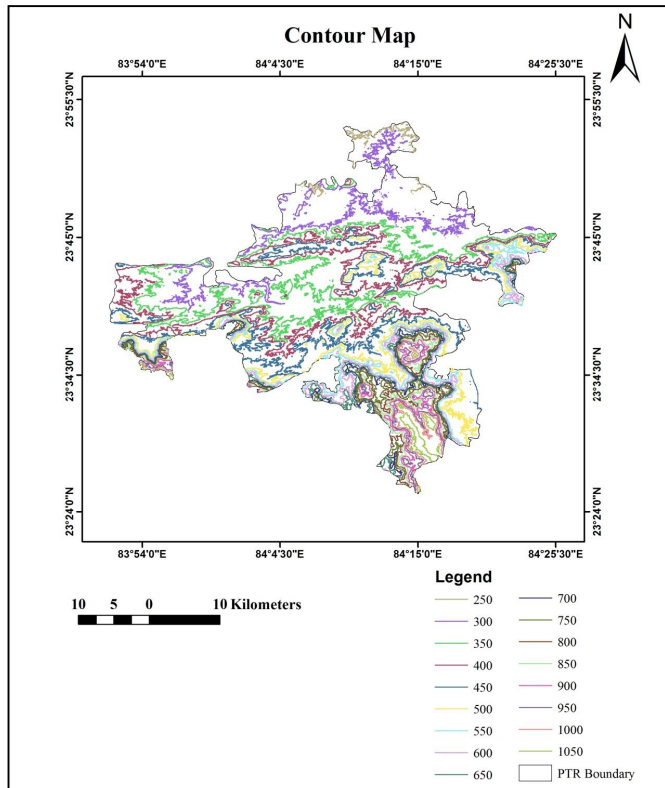 Contour Map
N
83°54'0"N 84°4'30"N 84°15'0"N 84°25'30"N
23°55'30"N
23°55'30"N
23°45'0"N
23°45'0"N
23°34'30"N
23°34'30"N
23°24'0"N
23°24'0"N
83°54'0"E 84°4'30"E 84°15'0"E 84°25'30"E
10 5 0 10 Kilometers
Legend
250 700
300 750
350 800
400 850
450 900
500 950
550 1000
600 1050
650 PTR Boundary